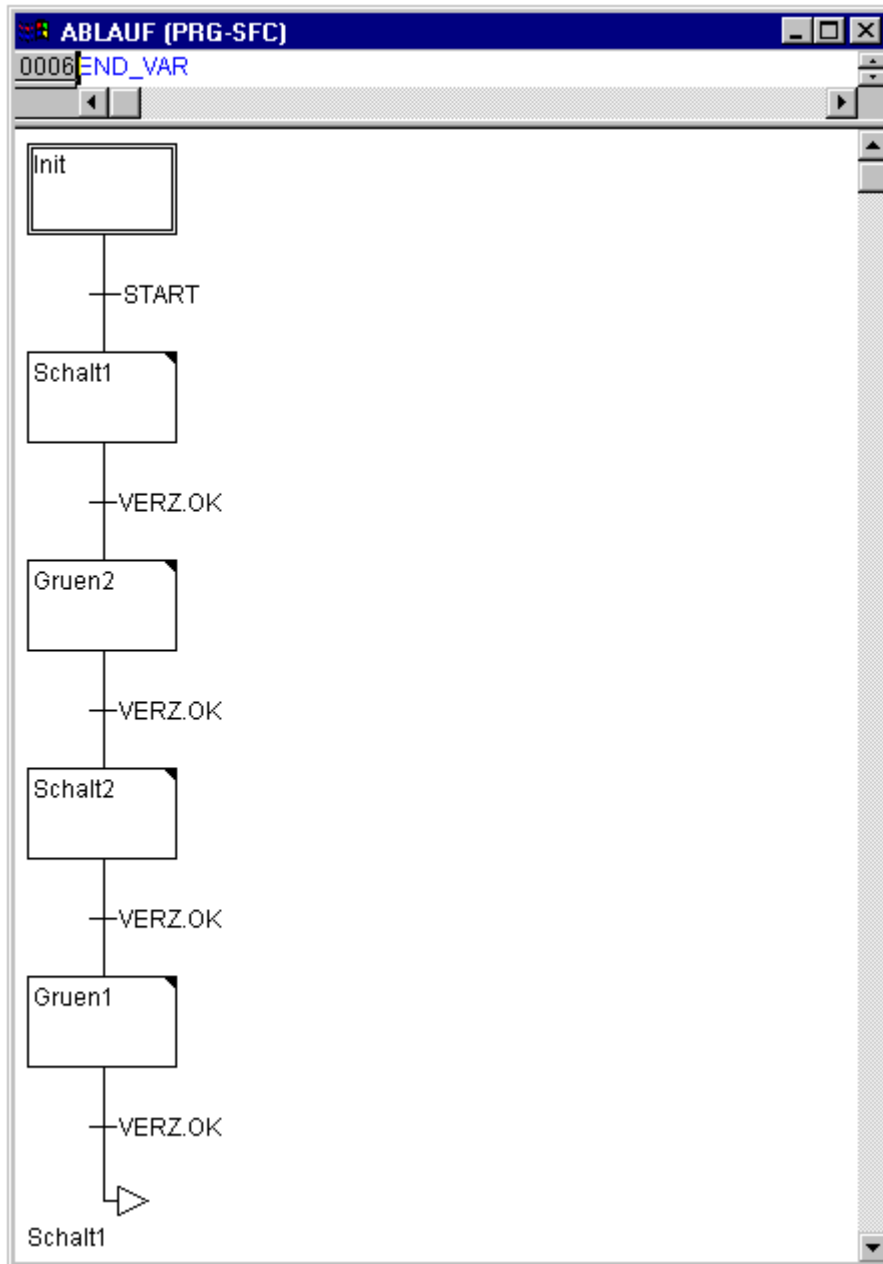 ABLAUF (PRG-SFC)
0006 END_VAR
Init
START
Schalt1
VERZ.OK
Gruen2
VERZ.OK
Schalt2
VERZ.OK
Gruen1
VERZ.OK
Schalt1